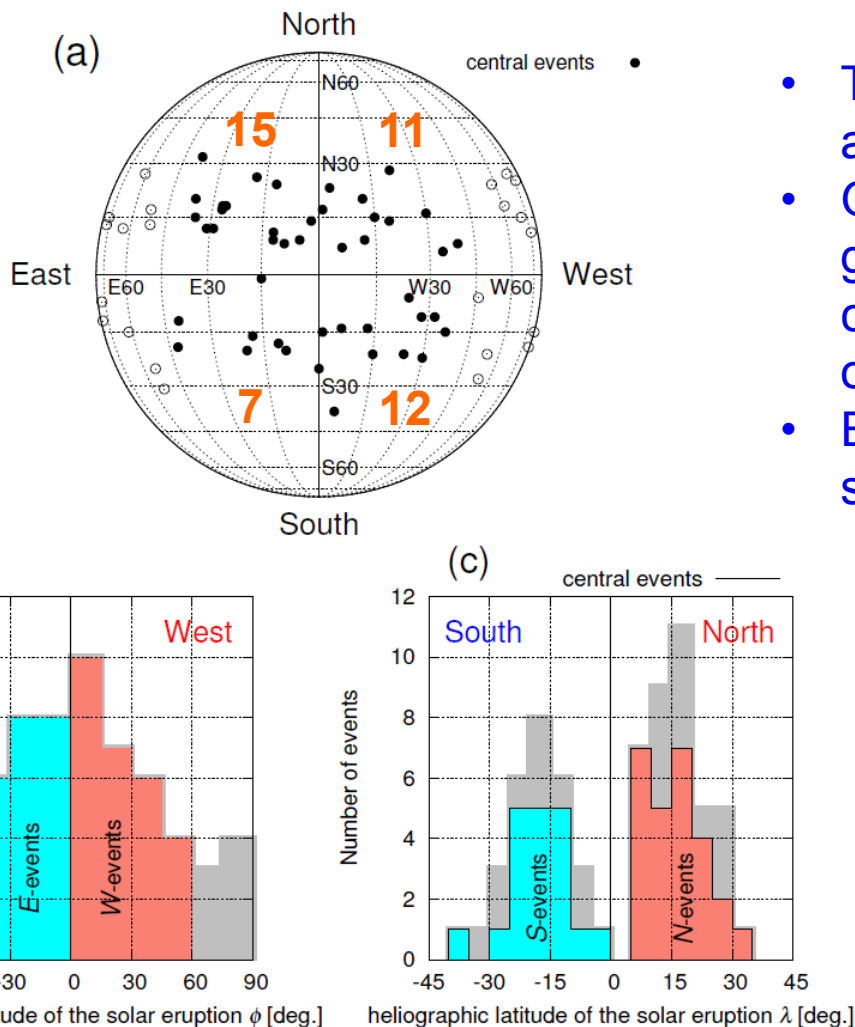 North
(a)
central events
N60
15
11
N30
East
E60
E30
W30
W60
West
7
S30
12
S60
South
West
E-events
W-events
-30
0
30
60
90
tude of the solar eruption ϕ [deg.]
(c)
central events
12
10
8
6
4
2
0
Number of events
South
North
S-events
N-events
-45
-30
-15
0
15
30
45
heliographic latitude of the solar eruption λ [deg.]